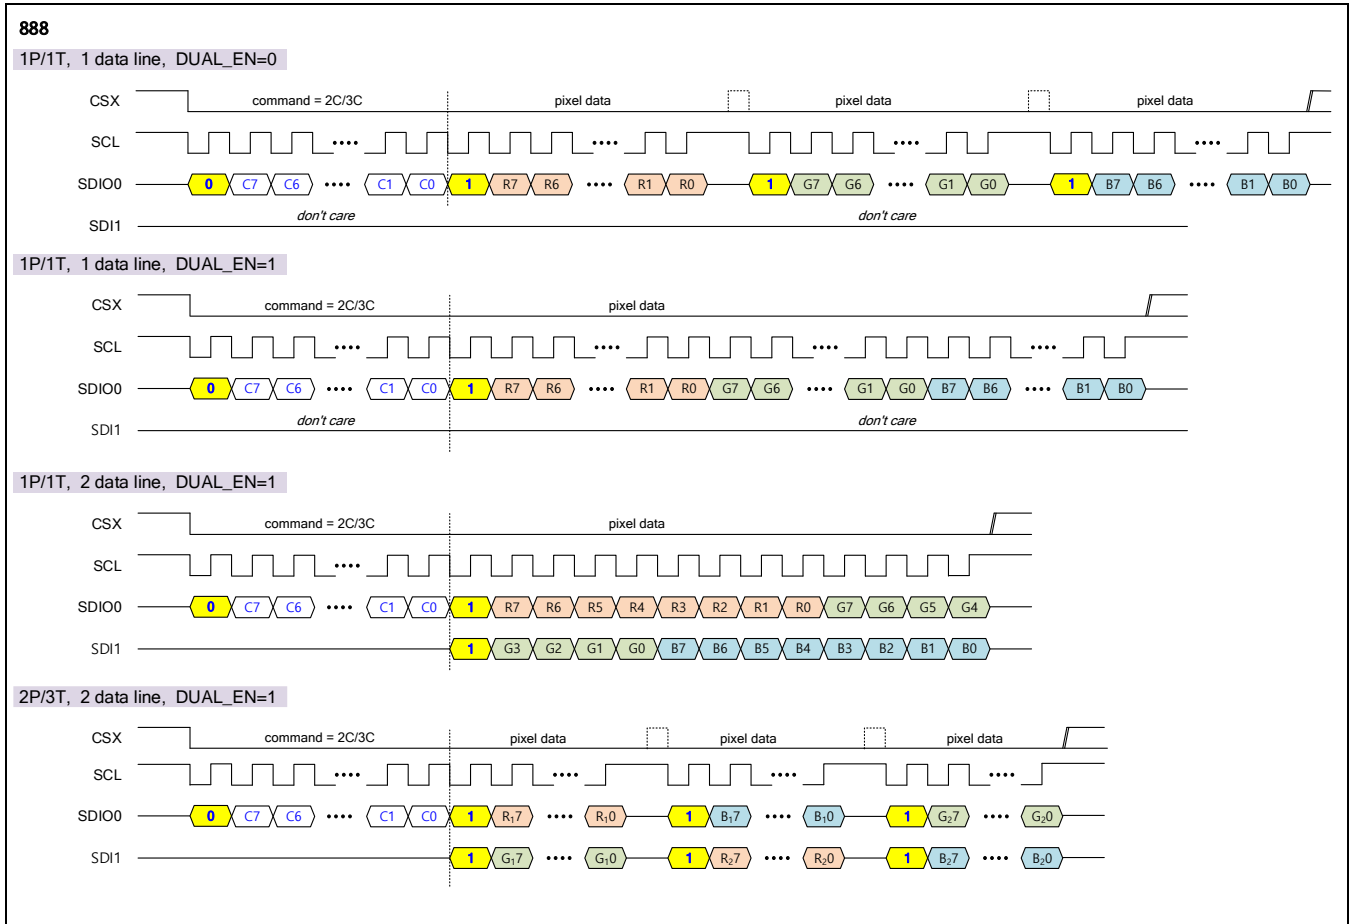 888
1P/1T, 1 data line, DUAL_EN=0
CSX command = 2C/3C pixel data pixel data pixel data
SCL ···· ···· ···· ····
SDIO0 0 C7 C6 ···· C1 C0 1 R7 R6 ···· R1 R0 1 G7 G6 ···· G1 G0 1 B7 B6 ···· B1 B0
don't care don't care
SDI1
1P/1T, 1 data line, DUAL_EN=1
CSX command = 2C/3C pixel data
SCL ···· ···· ···· ····
SDIO0 0 C7 C6 ···· C1 C0 1 R7 R6 ···· R1 R0 G7 G6 ···· G1 G0 B7 B6 ···· B1 B0
don't care don't care
SDI1
1P/1T, 2 data line, DUAL_EN=1
CSX command = 2C/3C pixel data
SCL ····
SDIO0 0 C7 C6 ···· C1 C0 1 R7 R6 R5 R4 R3 R2 R1 R0 G7 G6 G5 G4
SDI1 1 G3 G2 G1 G0 B7 B6 B5 B4 B3 B2 B1 B0
2P/3T, 2 data line, DUAL_EN=1
CSX command = 2C/3C pixel data pixel data pixel data
SCL ···· ···· ···· ····
SDIO0 0 C7 C6 ···· C1 C0 1 R₁7 ···· R₁0 1 B₁7 ···· B₁0 1 G₂7 ···· G₂0
SDI1 1 G₁7 ···· G₁0 1 R₂7 ···· R₂0 1 B₂7 ···· B₂0